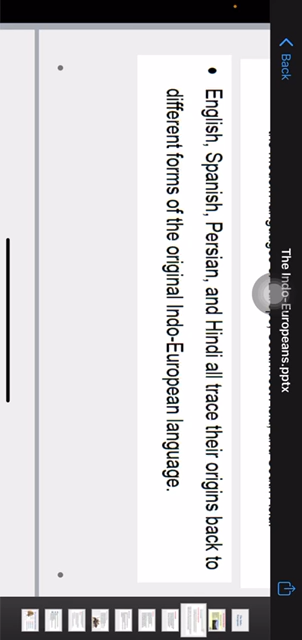 Back
The Indo-Europeans.pptx
• English, Spanish, Persian, and Hindi all trace their origins back to
different forms of the original Indo-European language.